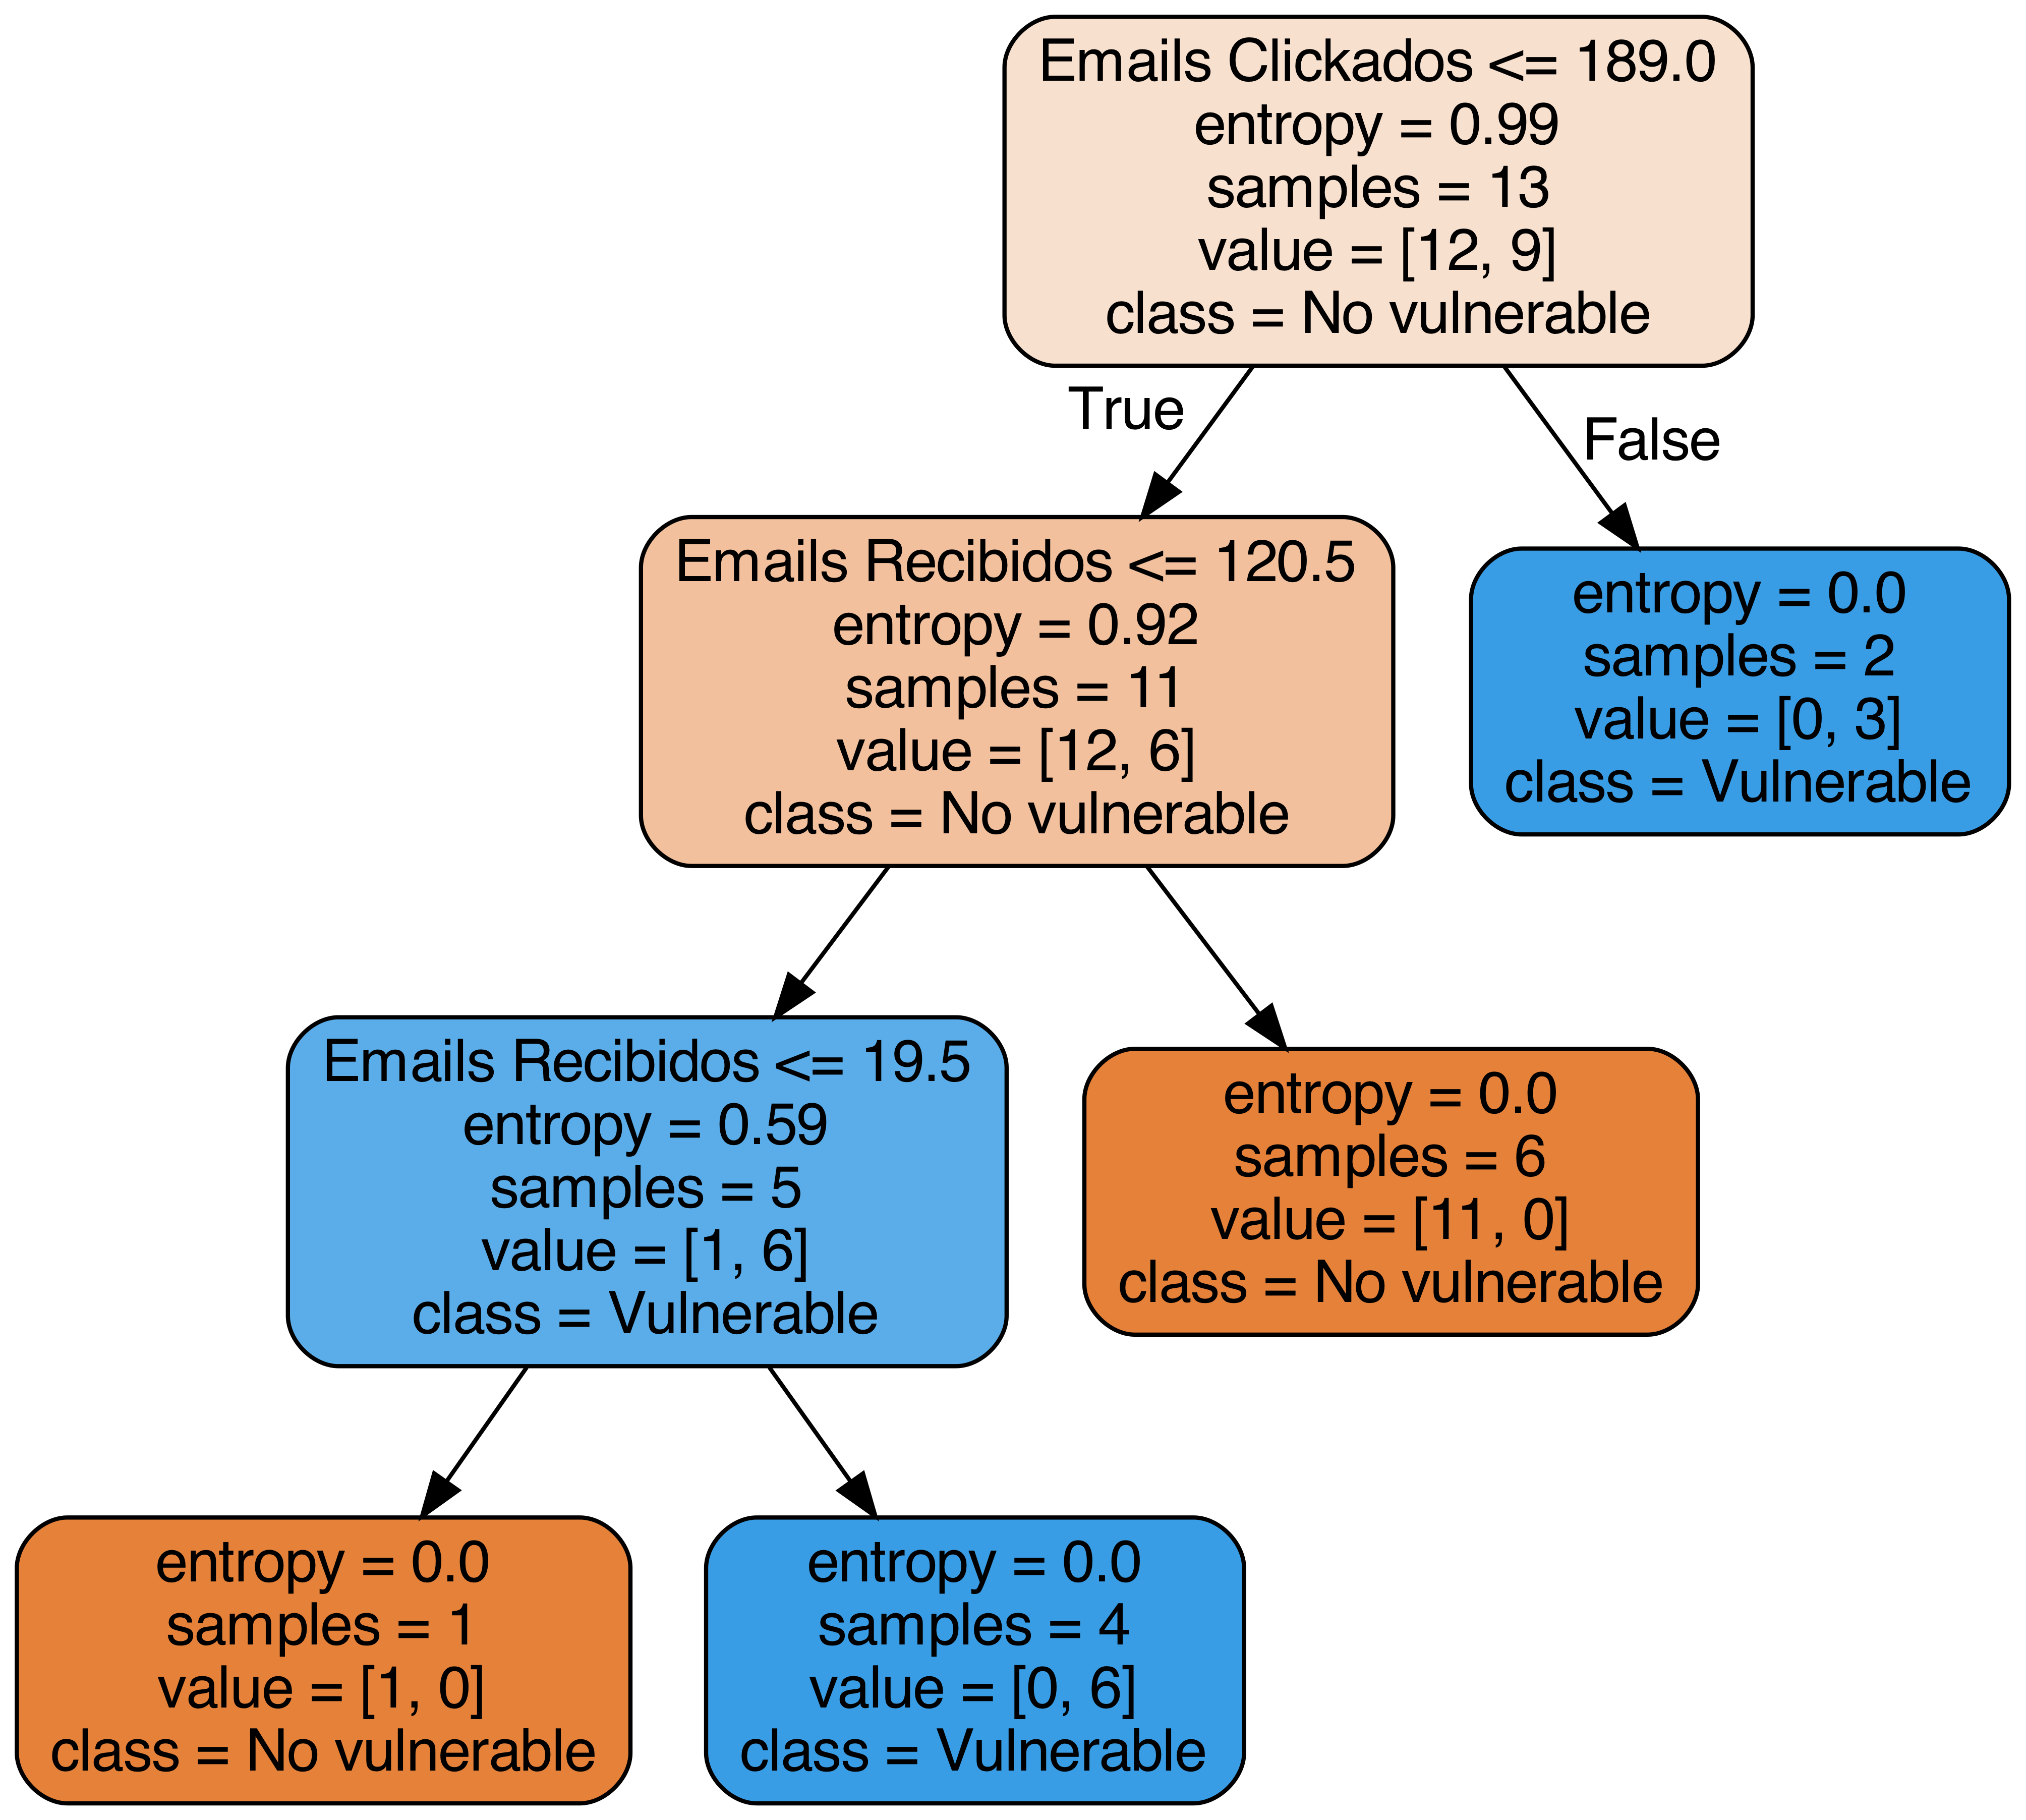 Emails Clickados <= 189.0
entropy = 0.99
samples = 13
value = [12, 9]
class = No vulnerable
True
False
Emails Recibidos <= 120.5
entropy = 0.92
samples = 11
value = [12, 6]
class = No vulnerable
entropy = 0.0
samples = 2
value = [0, 3]
class = Vulnerable
Emails Recibidos <= 19.5
entropy = 0.59
samples = 5
value = [1, 6]
class = Vulnerable
entropy = 0.0
samples = 6
value = [11, 0]
class = No vulnerable
entropy = 0.0
samples = 1
value = [1, 0]
class = No vulnerable
entropy = 0.0
samples = 4
value = [0, 6]
class = Vulnerable